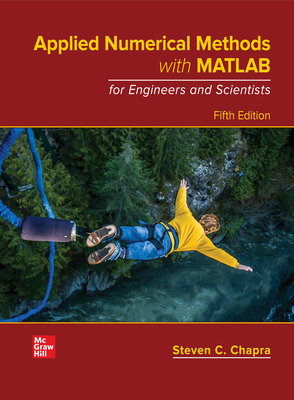 Applied Numerical Methods
with MATLAB
for Engineers and Scientists
Fifth Edition
Mc
Graw
Hill
Steven C. Chapra